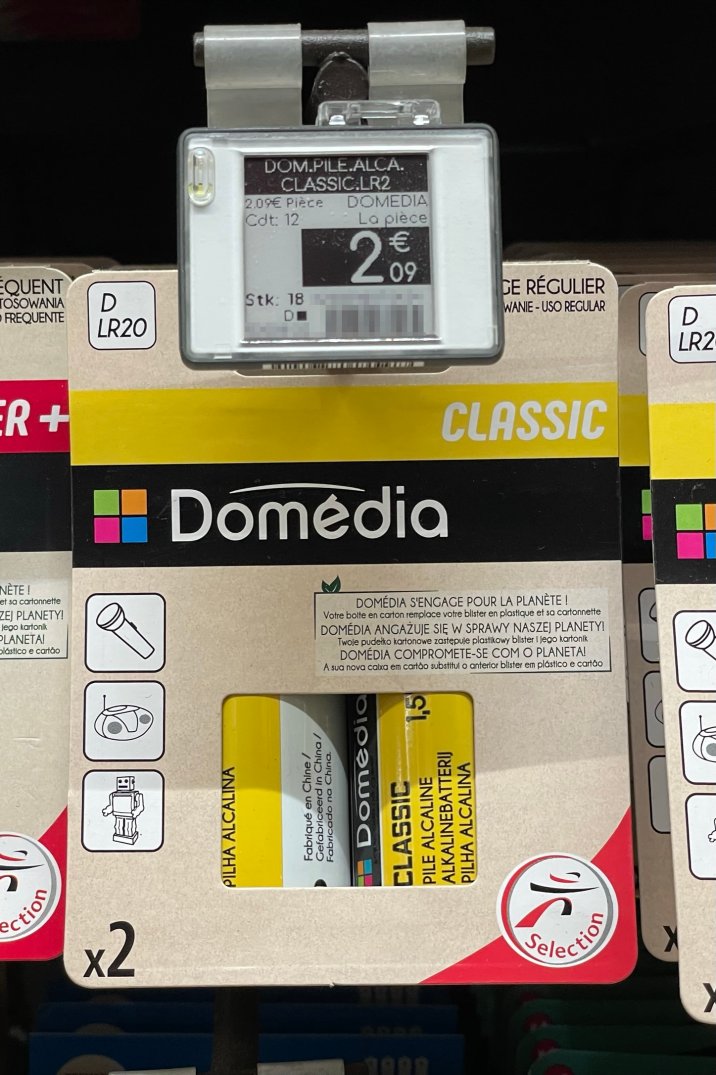 DOM.PILE.ALCA.
CLASSIC.LR2
2,09€ Pièce DOMEDIA
Cdt: 12 La pièce
2€09
Stk: 18
D
D
LR20
GE RÉGULIER
WANIE - USO REGULAR
ÉQUENT
TOSOWANIA
O FREQUENTE
D
ER +
CLASSIC
Domédia
NÈTE !
et sa cartonnette
ZEJ PLANETY!
i jego kartonik
PLANETA!
plástico e cartão
DOMÉDIA S'ENGAGE POUR LA PLANÈTE !
Votre boite en carton remplace votre blister en plastique et sa cartonnette
DOMÉDIA ANGAŻUJE SIĘ W SPRAWY NASZEJ PLANETY!
Twoje pudełko kartonowe zastępuje plastikowy blister i jego kartonik
DOMÉDIA COMPROMETE-SE COM O PLANETA!
A sua nova caixa em cartão substitui o anterior blister em plástico e cartão
PILHA ALCALINA
Fabriqué en Chine /
Gefabriceerd in China /
Fabricado na China.
Domédia
CLASSIC 1,5
PILE ALCALINE
ALKALINEBATTERIJ
PILHA ALCALINA
ection
Selection
x2